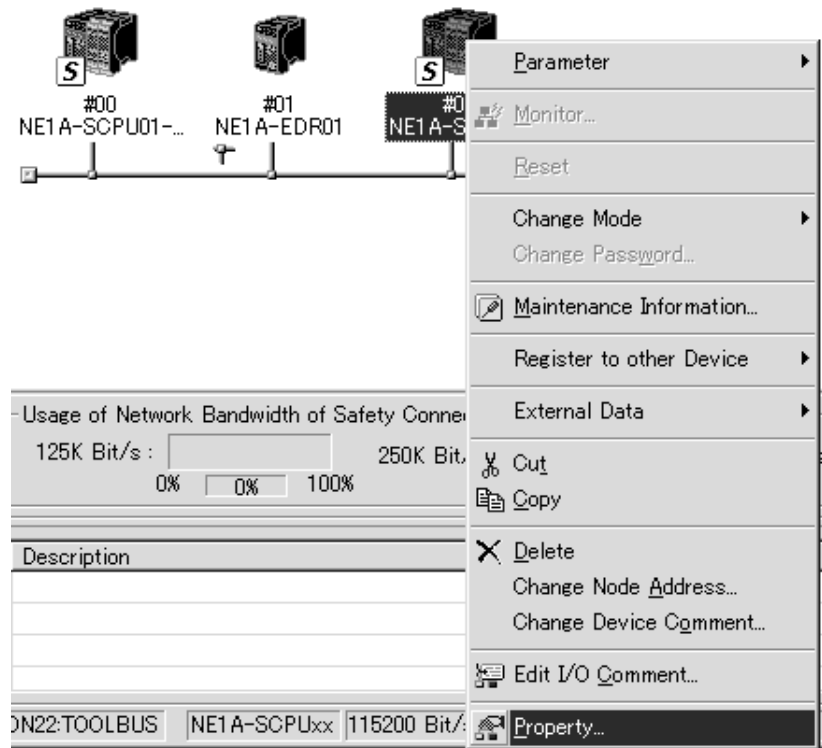 S
S
#00
#01
#0
NE1A-SCPU01-...
NE1A-EDR01
NE1A-S
Parameter
Monitor...
Reset
Change Mode
Change Password...
Maintenance Information...
Register to other Device
External Data
Cut
Copy
Delete
Change Node Address...
Change Device Comment...
Edit I/O Comment...
Property...
Usage of Network Bandwidth of Safety Conne
125K Bit/s :
250K Bit/
0%
0%
100%
Description
ON22:TOOLBUS
NE1A-SCPUxx
115200 Bit/